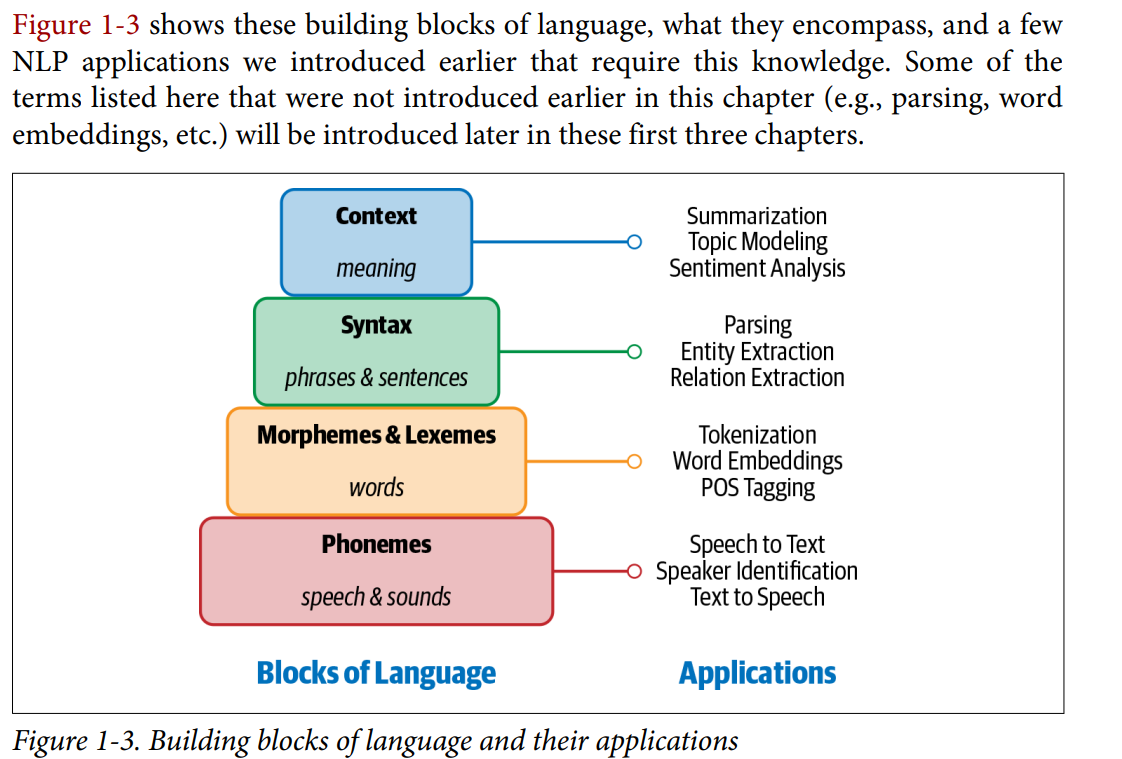 Figure 1-3 shows these building blocks of language, what they encompass, and a few
NLP applications we introduced earlier that require this knowledge. Some of the
terms listed here that were not introduced earlier in this chapter (e.g., parsing, word
embeddings, etc.) will be introduced later in these first three chapters.
Context
meaning
Summarization
Topic Modeling
Sentiment Analysis
Syntax
phrases & sentences
Parsing
Entity Extraction
Relation Extraction
Morphemes & Lexemes
words
Tokenization
Word Embeddings
POS Tagging
Phonemes
speech & sounds
Speech to Text
Speaker Identification
Text to Speech
Blocks of Language
Applications
Figure 1-3. Building blocks of language and their applications